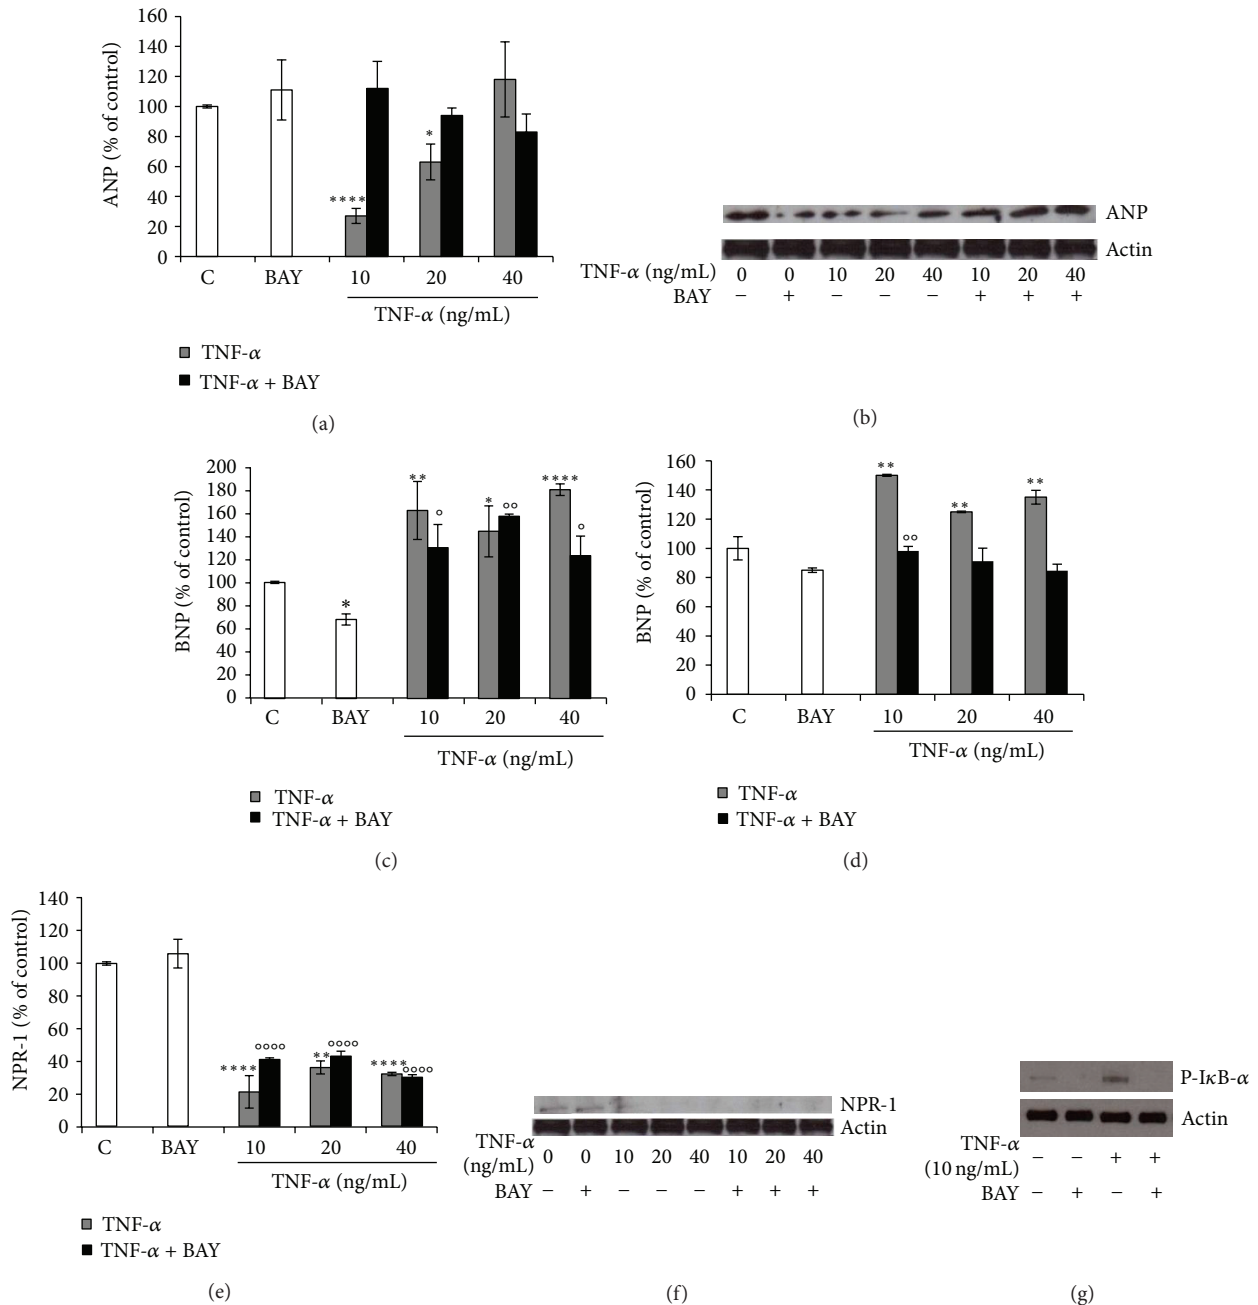 160
140
120
100
80
60
40
20
0
ANP (% of control)
****
*
C BAY 10 20 40
TNF-α (ng/mL)
TNF-α
TNF-α + BAY
(a)
ANP
Actin
TNF-α (ng/mL) 0 0 10 20 40 10 20 40
BAY − + − − − + + +
(b)
200
180
160
140
120
100
80
60
40
20
0
BNP (% of control)
*
** °
* °°
**** °
C BAY 10 20 40
TNF-α (ng/mL)
TNF-α
TNF-α + BAY
(c)
160
140
120
100
80
60
40
20
0
BNP (% of control)
** °°
**
**
C BAY 10 20 40
TNF-α (ng/mL)
TNF-α
TNF-α + BAY
(d)
140
120
100
80
60
40
20
0
NPR-1 (% of control)
**** °°°°
** °°°°
**** °°°°
C BAY 10 20 40
TNF-α (ng/mL)
TNF-α
TNF-α + BAY
(e)
NPR-1
Actin
TNF-α
(ng/mL) 0 0 10 20 40 10 20 40
BAY − + − − − + + +
(f)
P-IκB-α
Actin
TNF-α
(10 ng/mL) − − + +
BAY − + − +
(g)